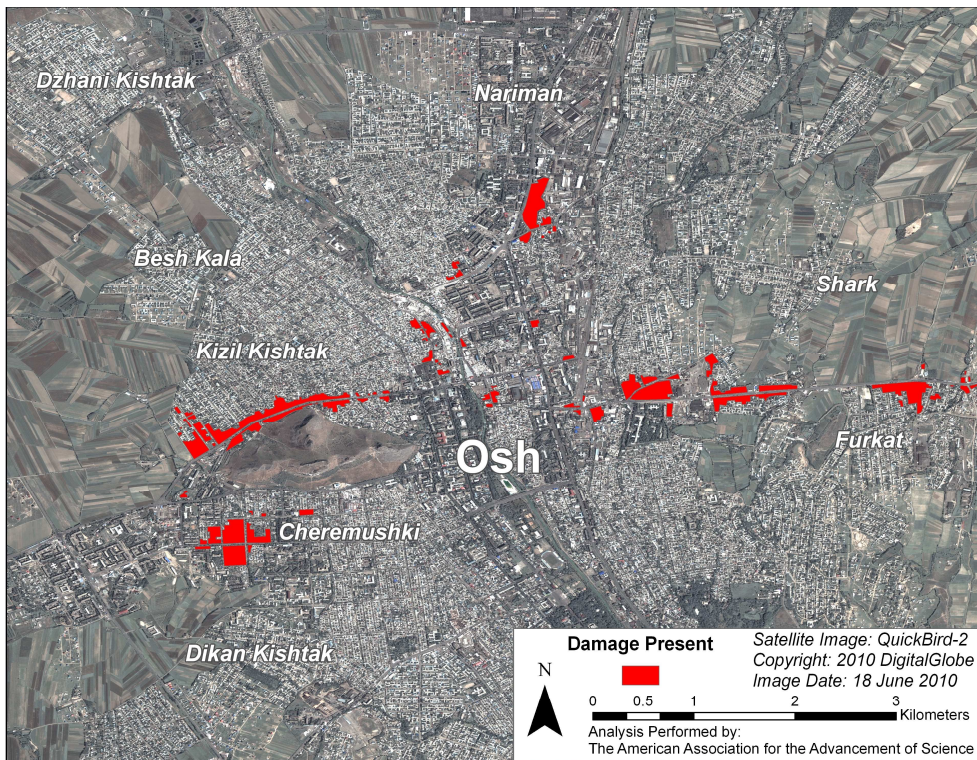 Dzhani Kishtak
Nariman
Besh Kala
Shark
Kizil Kishtak
Furkat
Osh
Cheremushki
Dikan Kishtak
Damage Present
Satellite Image: QuickBird-2
Copyright: 2010 DigitalGlobe
Image Date: 18 June 2010
N
0 0.5 1 2 3
Kilometers
Analysis Performed by:
The American Association for the Advancement of Science